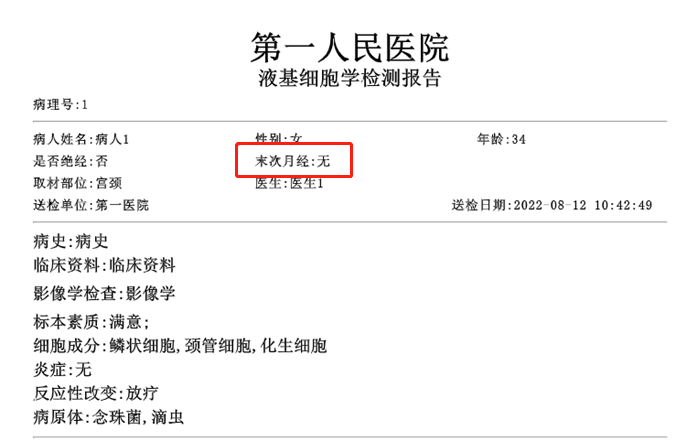 第一人民医院
液基细胞学检测报告
病理号:1
病人姓名:病人1 性别:女 年龄:34
是否绝经:否 末次月经:无
取材部位:宫颈 医生:医生1
送检单位:第一医院 送检日期:2022-08-12 10:42:49
病史:病史
临床资料:临床资料
影像学检查:影像学
标本素质:满意;
细胞成分:鳞状细胞,颈管细胞,化生细胞
炎症:无
反应性改变:放疗
病原体:念珠菌,滴虫